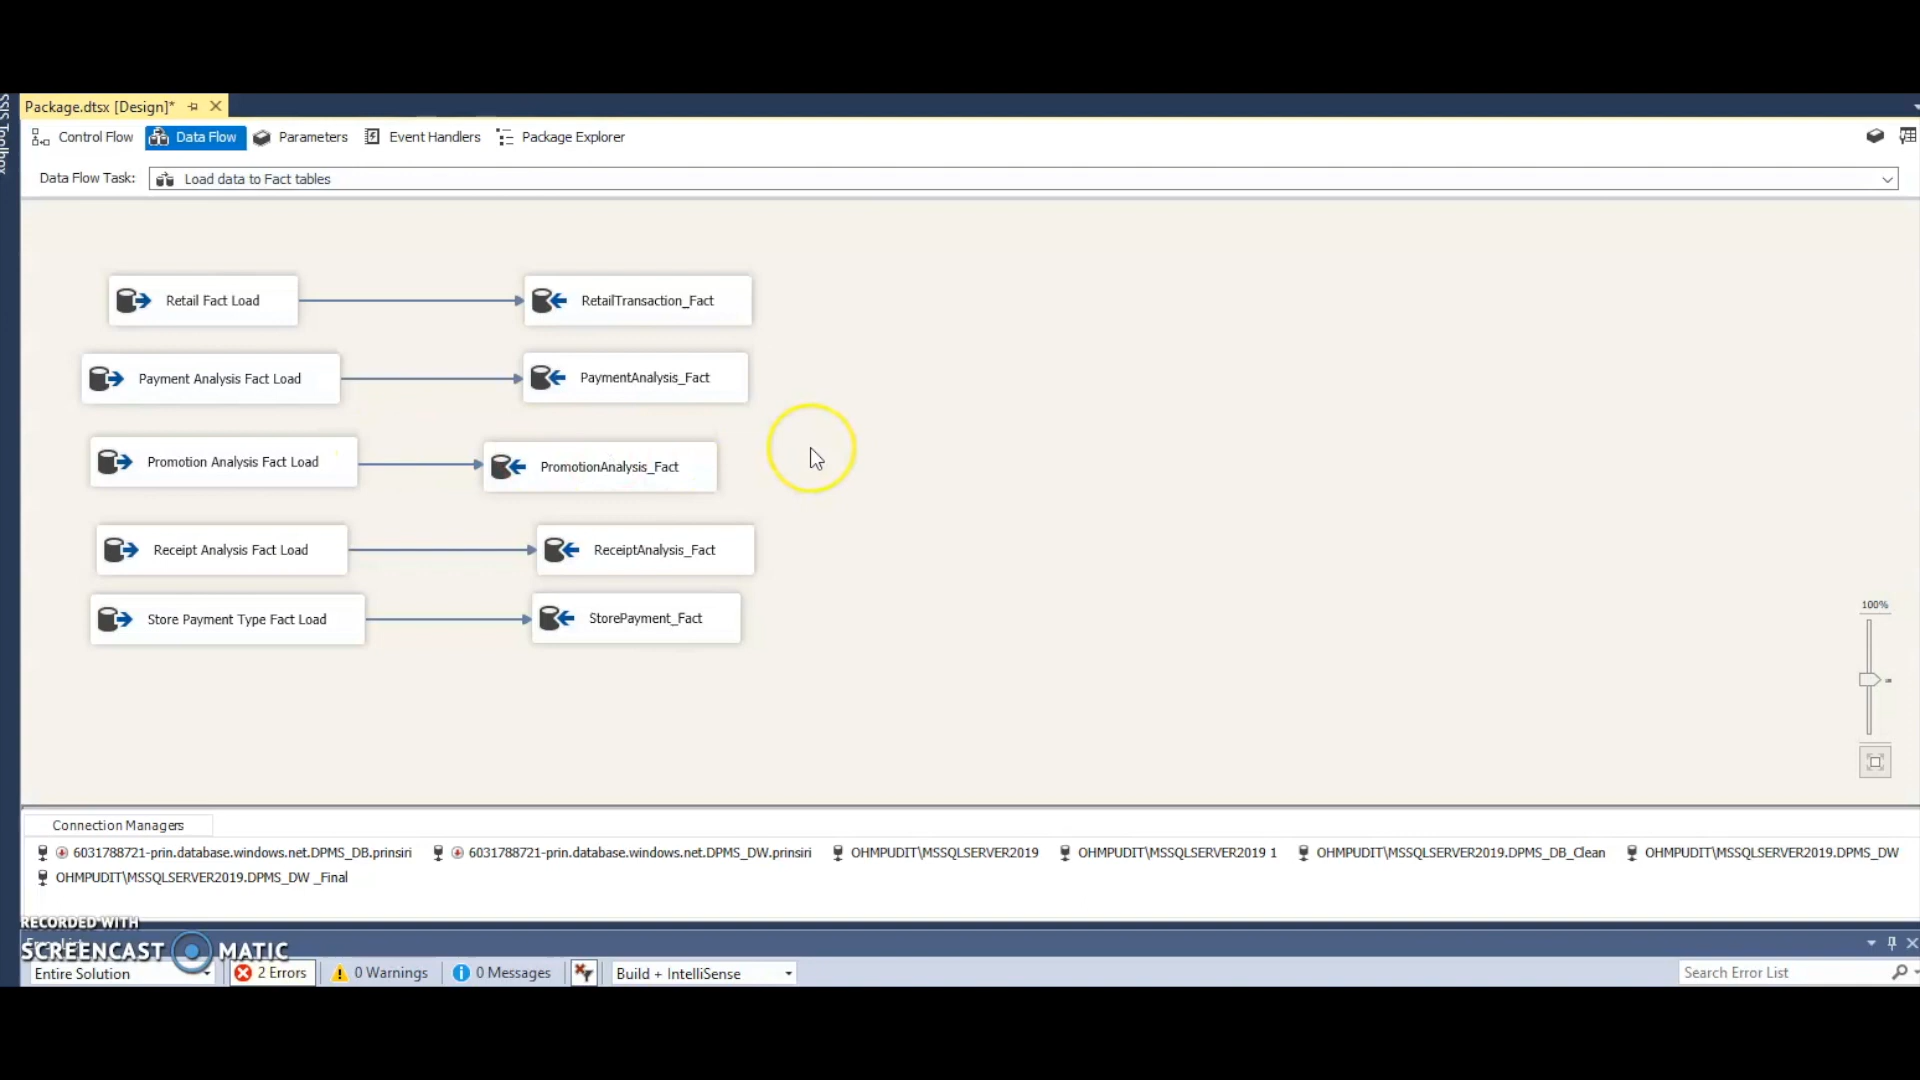 SSIS Toolbox
Package.dtsx [Design]*
Control Flow Data Flow Parameters Event Handlers Package Explorer
Data Flow Task: Load data to Fact tables
Retail Fact Load RetailTransaction_Fact
Payment Analysis Fact Load PaymentAnalysis_Fact
Promotion Analysis Fact Load PromotionAnalysis_Fact
Receipt Analysis Fact Load ReceiptAnalysis_Fact
Store Payment Type Fact Load StorePayment_Fact
100%
Connection Managers
6031788721-prin.database.windows.net.DPMS_DB.prinsiri 6031788721-prin.database.windows.net.DPMS_DW.prinsiri OHMPUDIT\MSSQLSERVER2019 OHMPUDIT\MSSQLSERVER2019 1 OHMPUDIT\MSSQLSERVER2019.DPMS_DB_Clean OHMPUDIT\MSSQLSERVER2019.DPMS_DW
OHMPUDIT\MSSQLSERVER2019.DPMS_DW _Final
RECORDED WITH
SCREENCAST MATIC
Entire Solution 2 Errors 0 Warnings 0 Messages Build + IntelliSense Search Error List